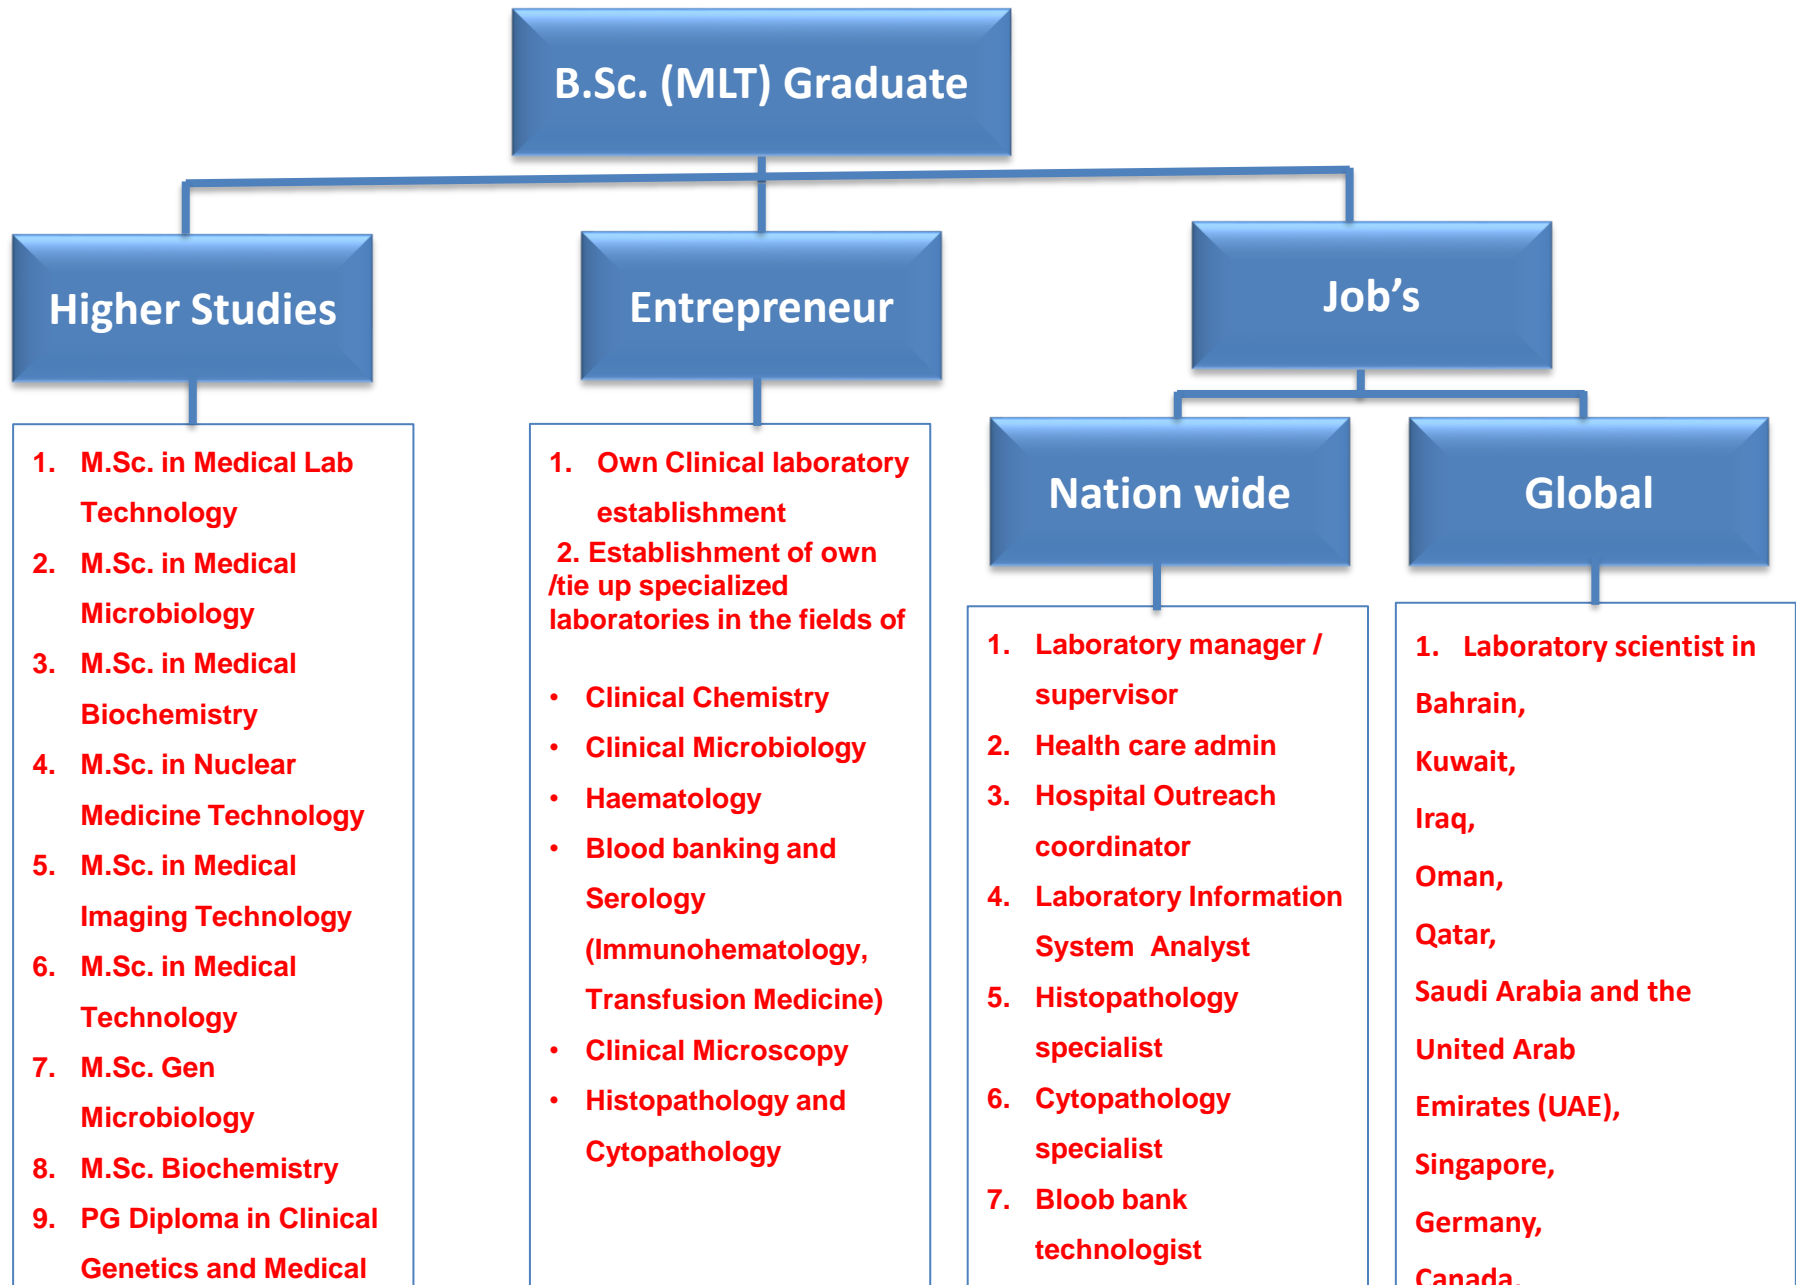 B.Sc. (MLT) Graduate
Higher Studies
Entrepreneur
Job’s
Nation wide
Global
1. M.Sc. in Medical Lab
Technology
2. M.Sc. in Medical
Microbiology
3. M.Sc. in Medical
Biochemistry
4. M.Sc. in Nuclear
Medicine Technology
5. M.Sc. in Medical
Imaging Technology
6. M.Sc. in Medical
Technology
7. M.Sc. Gen
Microbiology
8. M.Sc. Biochemistry
9. PG Diploma in Clinical
Genetics and Medical
1. Own Clinical laboratory
establishment
2. Establishment of own
/tie up specialized
laboratories in the fields of
• Clinical Chemistry
• Clinical Microbiology
• Haematology
• Blood banking and
Serology
(Immunohematology,
Transfusion Medicine)
• Clinical Microscopy
• Histopathology and
Cytopathology
1. Laboratory manager /
supervisor
2. Health care admin
3. Hospital Outreach
coordinator
4. Laboratory Information
System Analyst
5. Histopathology
specialist
6. Cytopathology
specialist
7. Bloob bank
technologist
1. Laboratory scientist in
Bahrain,
Kuwait,
Iraq,
Oman,
Qatar,
Saudi Arabia and the
United Arab
Emirates (UAE),
Singapore,
Germany,
Canada,